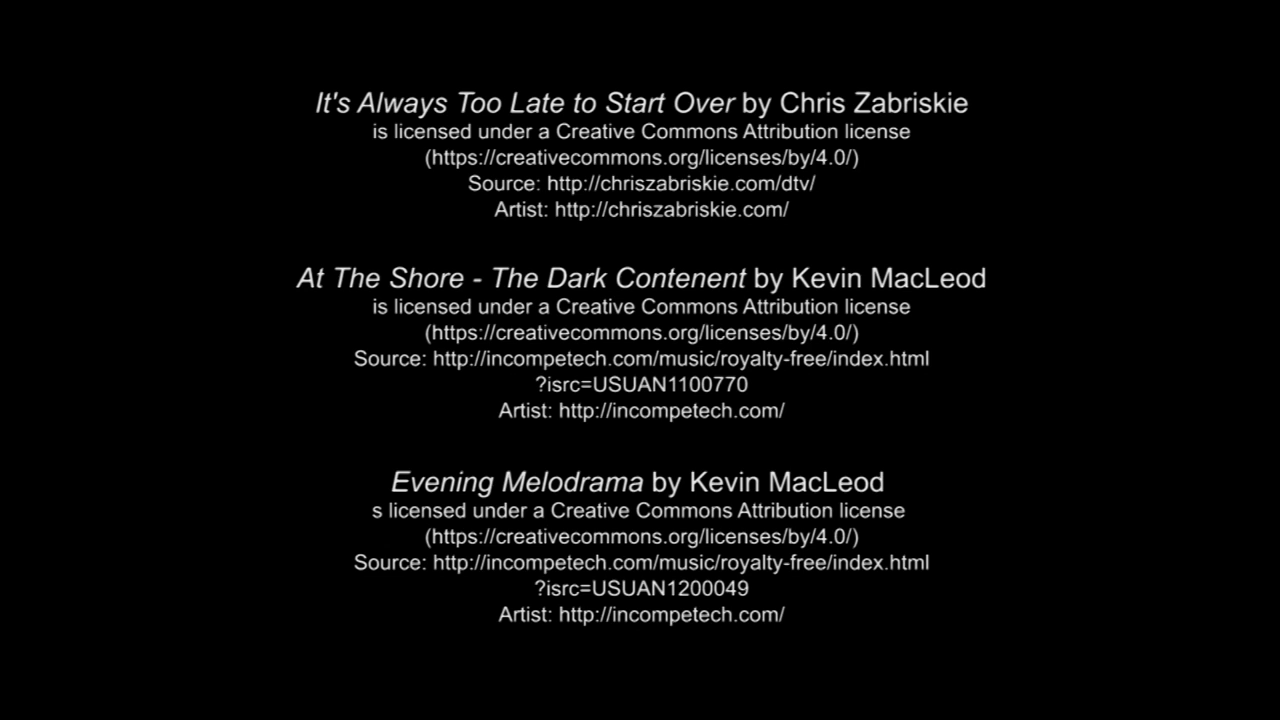 It's Always Too Late to Start Over by Chris Zabriskie
is licensed under a Creative Commons Attribution license
(https://creativecommons.org/licenses/by/4.0/)
Source: http://chriszabriskie.com/dtv/
Artist: http://chriszabriskie.com/
At The Shore - The Dark Contenent by Kevin MacLeod
is licensed under a Creative Commons Attribution license
(https://creativecommons.org/licenses/by/4.0/)
Source: http://incompetech.com/music/royalty-free/index.html
?isrc=USUAN1100770
Artist: http://incompetech.com/
Evening Melodrama by Kevin MacLeod
s licensed under a Creative Commons Attribution license
(https://creativecommons.org/licenses/by/4.0/)
Source: http://incompetech.com/music/royalty-free/index.html
?isrc=USUAN1200049
Artist: http://incompetech.com/